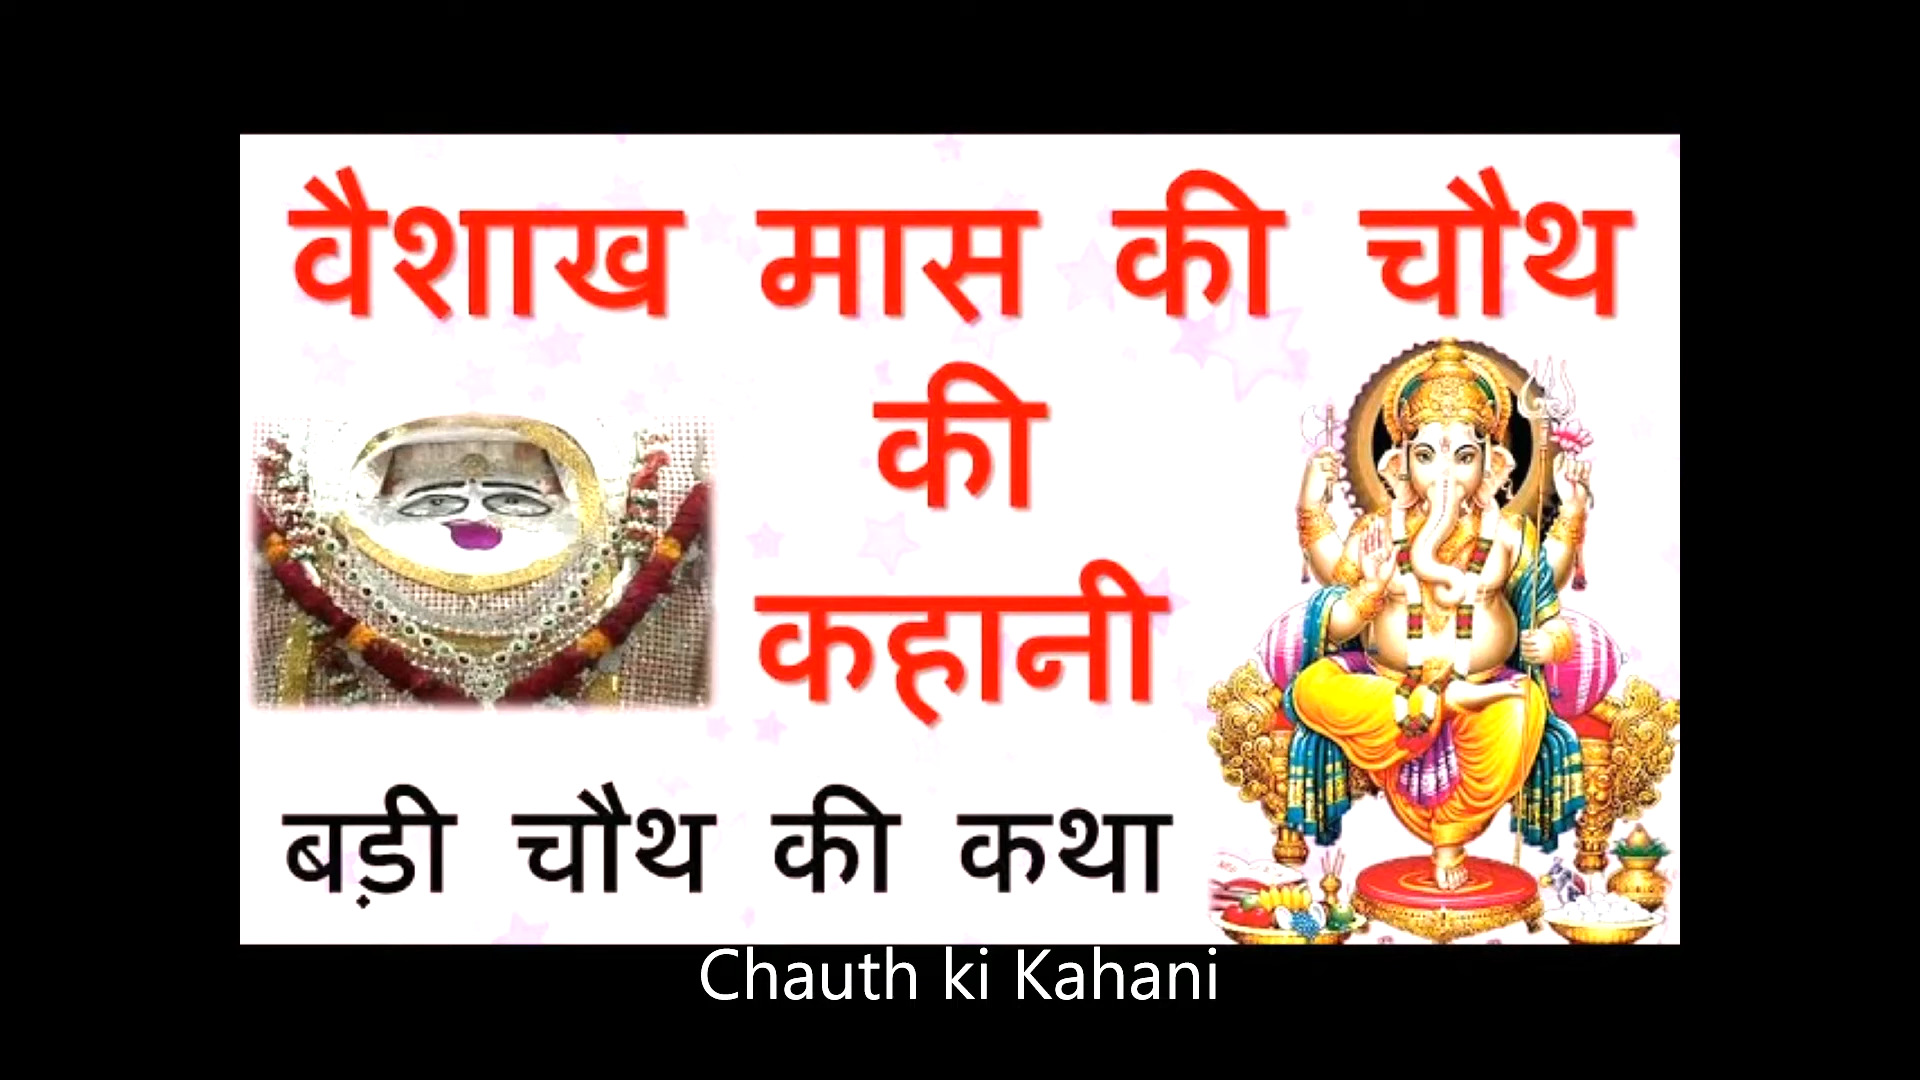 वैशाख मास की चौथ
की
कहानी
बड़ी चौथ की कथा
Chauth ki Kahani